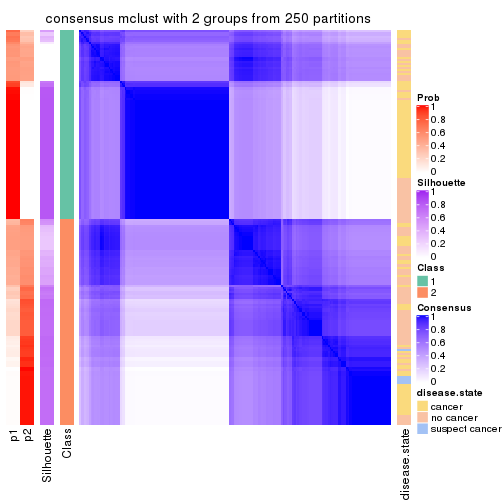 consensus mclust with 2 groups from 250 partitions
Prob
1
0.8
0.6
0.4
0.2
0
Silhouette
1
0.8
0.6
0.4
0.2
0
Class
1
2
Consensus
1
0.8
0.6
0.4
0.2
0
disease.state
cancer
no cancer
suspect cancer
p1
p2
Silhouette
Class
disease.state